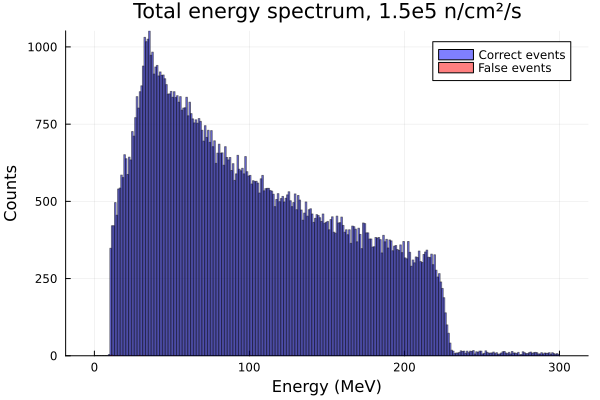 Total energy spectrum, 1.5e5 n/cm²/s
Correct events
False events
1000
750
500
250
0
0 100 200 300
Counts
Energy (MeV)